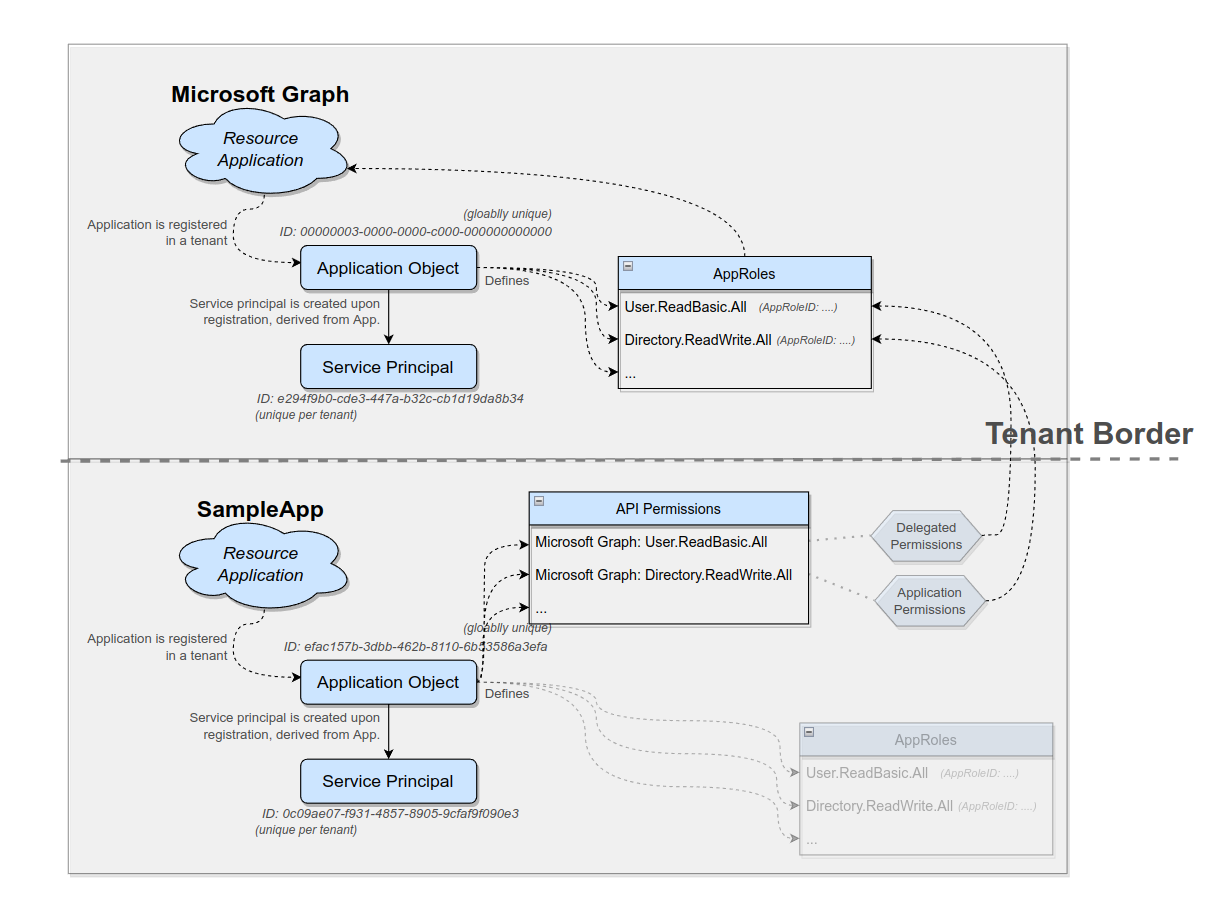 Microsoft Graph
Resource
Application
Application is registered
in a tenant
(gloablly unique)
ID: 00000003-0000-0000-c000-000000000000
Application Object
Defines
Service principal is created upon
registration, derived from App.
Service Principal
ID: e294f9b0-cde3-447a-b32c-cb1d19da8b34
(unique per tenant)
AppRoles
User.ReadBasic.All (AppRoleID: ....)
Directory.ReadWrite.All (AppRoleID: ....)
...
Tenant Border
SampleApp
Resource
Application
Application is registered
in a tenant
API Permissions
Microsoft Graph: User.ReadBasic.All
Microsoft Graph: Directory.ReadWrite.All
...
Delegated
Permissions
Application
Permissions
(gloablly unique)
ID: efac157b-3dbb-462b-8110-6b53586a3efa
Application Object
Defines
Service principal is created upon
registration, derived from App.
Service Principal
ID: 0c09ae07-f931-4857-8905-9cfaf9f090e3
(unique per tenant)
AppRoles
User.ReadBasic.All (AppRoleID: ....)
Directory.ReadWrite.All (AppRoleID: ....)
...